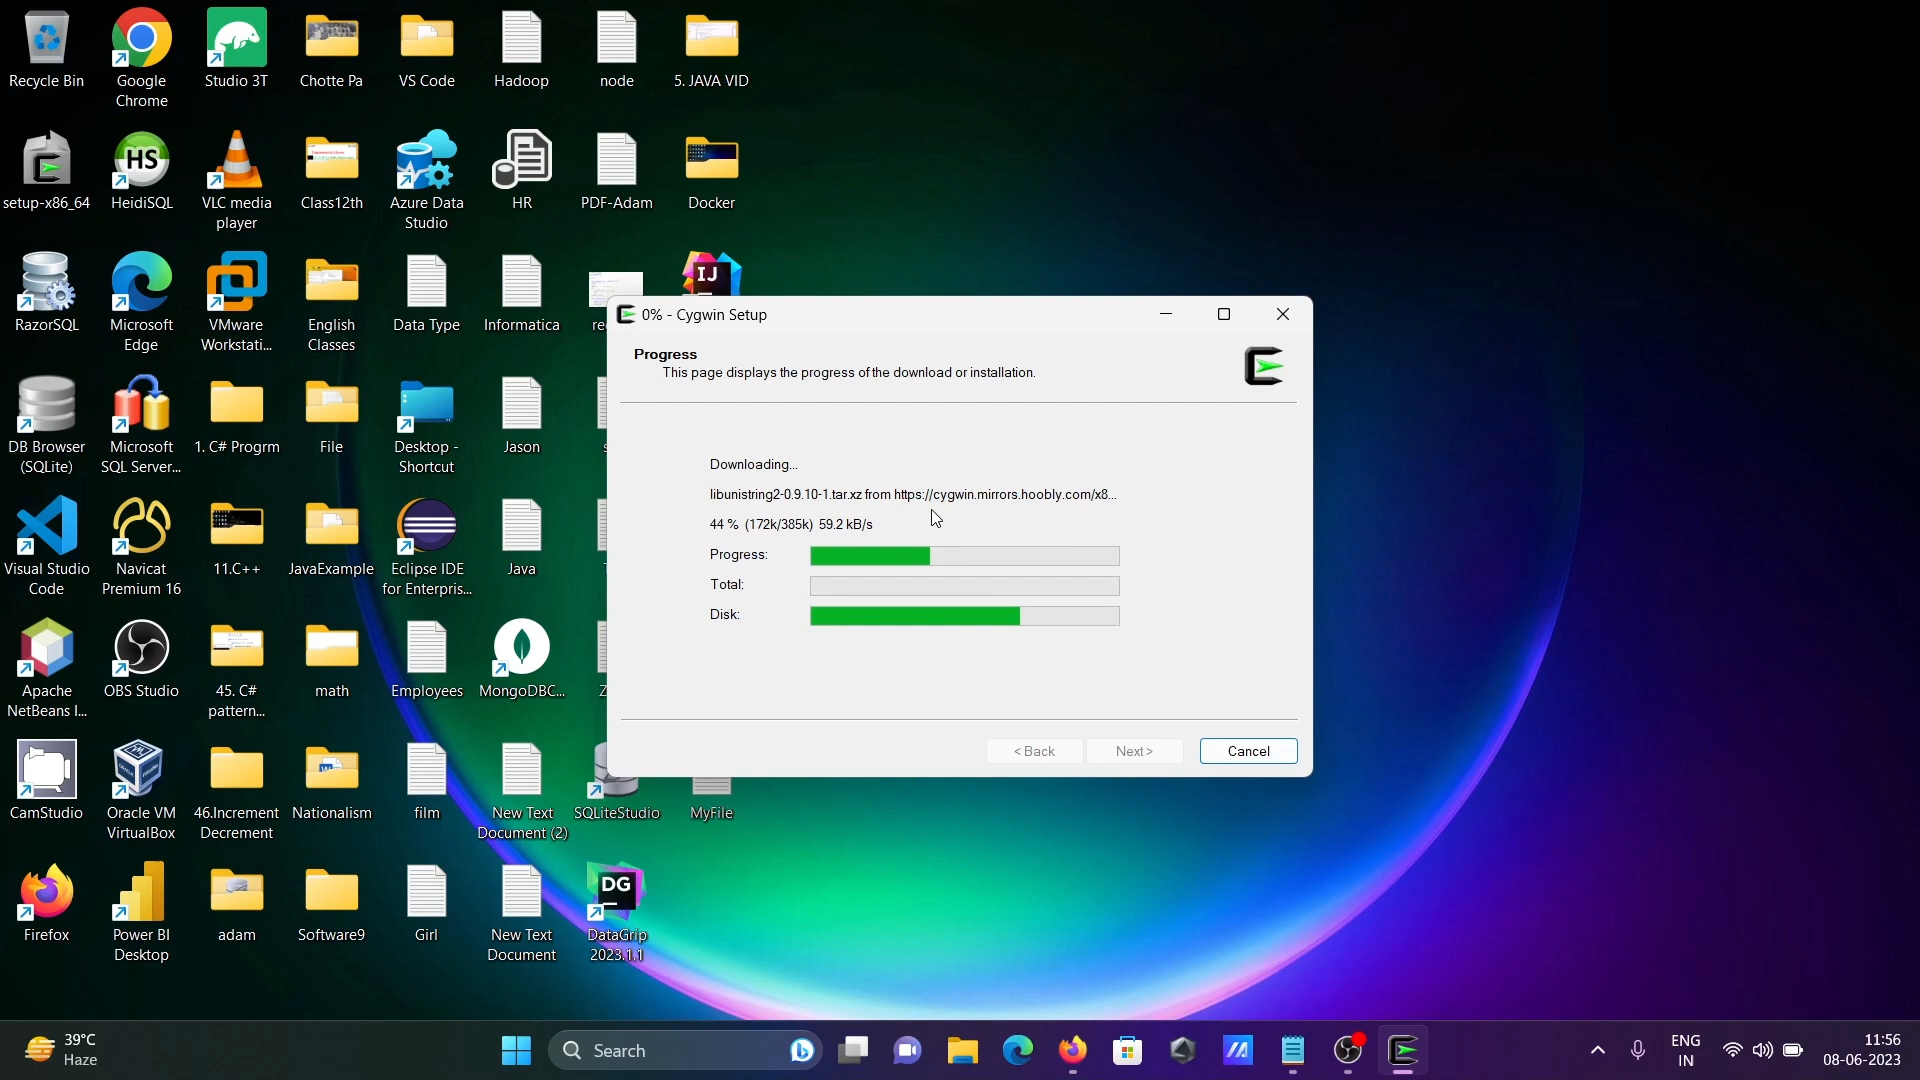 Recycle Bin
Google
Chrome
Studio 3T
Chotte Pa
VS Code
Hadoop
node
5. JAVA VID
setup-x86_64
HS
HeidiSQL
VLC media
player
Class12th
Azure Data
Studio
HR
PDF-Adam
Docker
RazorSQL
Microsoft
Edge
VMware
Workstati...
English
Classes
Data Type
Informatica
IJ
0% - Cygwin Setup
Progress
This page displays the progress of the download or installation.
Downloading...
libunistring2-0.9.10-1.tar.xz from https://cygwin.mirrors.hoobly.com/x8...
44 % (172k/385k) 59.2 kB/s
Progress:
Total:
Disk:
< Back
Next >
Cancel
DB Browser
(SQLite)
Microsoft
SQL Server...
1. C# Progrm
File
Desktop -
Shortcut
Jason
Visual Studio
Code
Navicat
Premium 16
11.C++
JavaExample
Eclipse IDE
for Enterpris...
Java
Apache
NetBeans I...
OBS Studio
45. C#
pattern...
math
Employees
MongoDBC...
CamStudio
Oracle VM
VirtualBox
46.Increment
Decrement
Nationalism
film
New Text
Document (2)
SQLiteStudio
MyFile
Firefox
Power BI
Desktop
adam
Software9
Girl
New Text
Document
DG
DataGrip
2023.1.1
39°C
Haze
Search
ENG
IN
11:56
08-06-2023